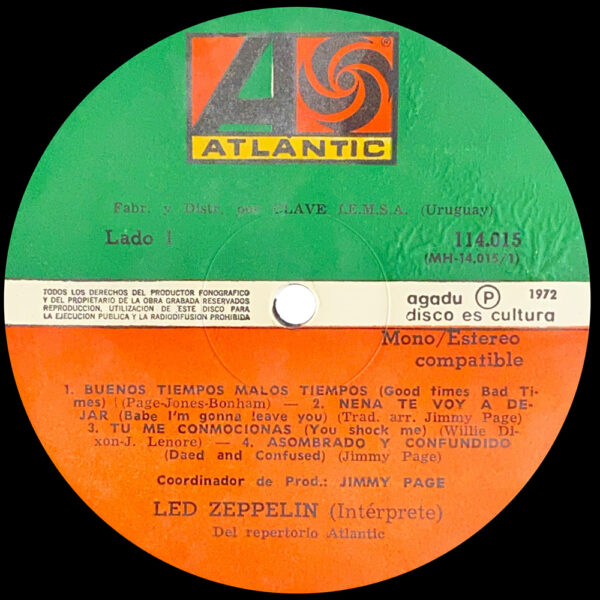 ATLANTIC
Fabr. y Distr. por CLAVE I.E.M.S.A. (Uruguay)
Lado 1
114.015
(MH-14.015/1)
TODOS LOS DERECHOS DEL PRODUCTOR FONOGRAFICO
Y DEL PROPIETARIO DE LA OBRA GRABADA RESERVADOS
REPRODUCCION, UTILIZACION DE ESTE DISCO PARA
LA EJECUCION PUBLICA Y LA RADIODIFUSION PROHIBIDA
agadu Ⓟ 1972
disco es cultura
Mono/Estereo
compatible
1. BUENOS TIEMPOS MALOS TIEMPOS (Good times Bad Ti-
mes) (Page-Jones-Bonham) — 2. NENA TE VOY A DE-
JAR (Babe I'm gonna leave you) (Trad. arr. Jimmy Page)
3. TU ME CONMOCIONAS (You shock me) (Willie Di-
xon-J. Lenore) — 4. ASOMBRADO Y CONFUNDIDO
(Daed and Confused) (Jimmy Page)
Coordinador de Prod.: JIMMY PAGE
LED ZEPPELIN (Intérprete)
Del repertorio Atlantic